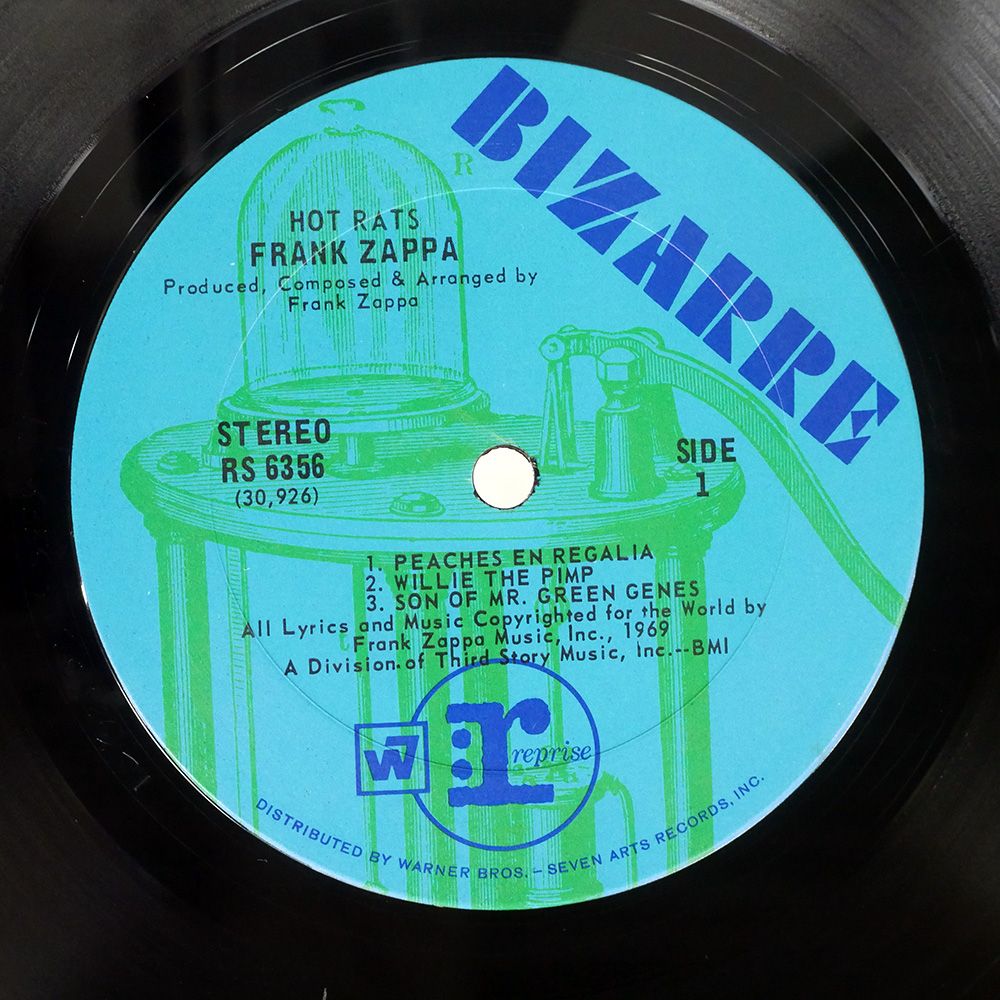 BIZARRE
R
HOT RATS
FRANK ZAPPA
Produced, Composed & Arranged by
Frank Zappa
STEREO
RS 6356
(30,926)
SIDE
1
1. PEACHES EN REGALIA
2. WILLIE THE PIMP
3. SON OF MR. GREEN GENES
All Lyrics and Music Copyrighted for the World by
Frank Zappa Music, Inc., 1969
A Division of Third Story Music, Inc.--BMI
W7
r:reprise
DISTRIBUTED BY WARNER BROS. – SEVEN ARTS RECORDS, INC.